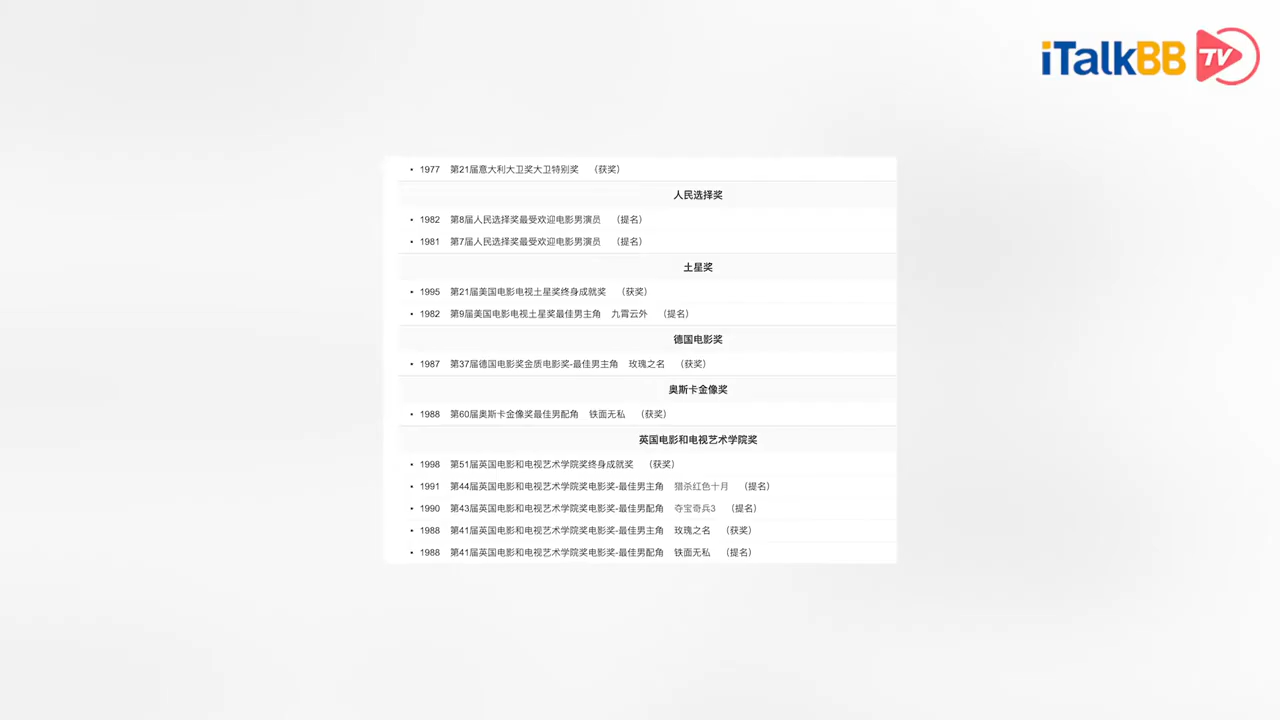 iTalkBB TV
• 1977 第21届意大利大卫奖大卫特别奖 （获奖）
人民选择奖
• 1982 第8届人民选择奖最受欢迎电影男演员 （提名）
• 1981 第7届人民选择奖最受欢迎电影男演员 （提名）
土星奖
• 1995 第21届美国电影电视土星奖终身成就奖 （获奖）
• 1982 第9届美国电影电视土星奖最佳男主角 九霄云外 （提名）
德国电影奖
• 1987 第37届德国电影奖金质电影奖-最佳男主角 玫瑰之名 （获奖）
奥斯卡金像奖
• 1988 第60届奥斯卡金像奖最佳男配角 铁面无私 （获奖）
英国电影和电视艺术学院奖
• 1998 第51届英国电影和电视艺术学院奖终身成就奖 （获奖）
• 1991 第44届英国电影和电视艺术学院奖电影奖-最佳男主角 猎杀红色十月 （提名）
• 1990 第43届英国电影和电视艺术学院奖电影奖-最佳男配角 夺宝奇兵3 （提名）
• 1988 第41届英国电影和电视艺术学院奖电影奖-最佳男主角 玫瑰之名 （获奖）
• 1988 第41届英国电影和电视艺术学院奖电影奖-最佳男配角 铁面无私 （提名）